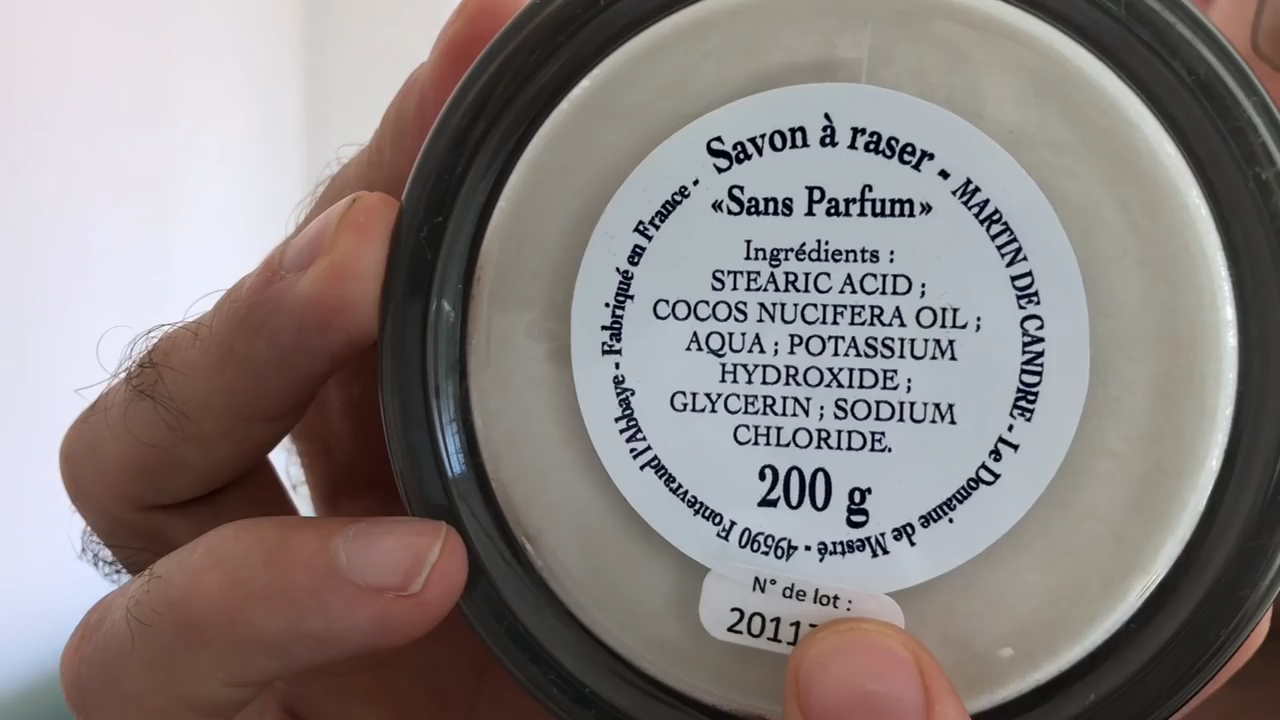 Savon à raser - MARTIN DE CANDRE - Le Domaine de Mestré - 49590 Fontevraud l'Abbaye - Fabriqué en France -
«Sans Parfum»
Ingrédients :
STEARIC ACID ;
COCOS NUCIFERA OIL ;
AQUA ; POTASSIUM
HYDROXIDE ;
GLYCERIN ; SODIUM
CHLORIDE.
200 g
N° de lot :